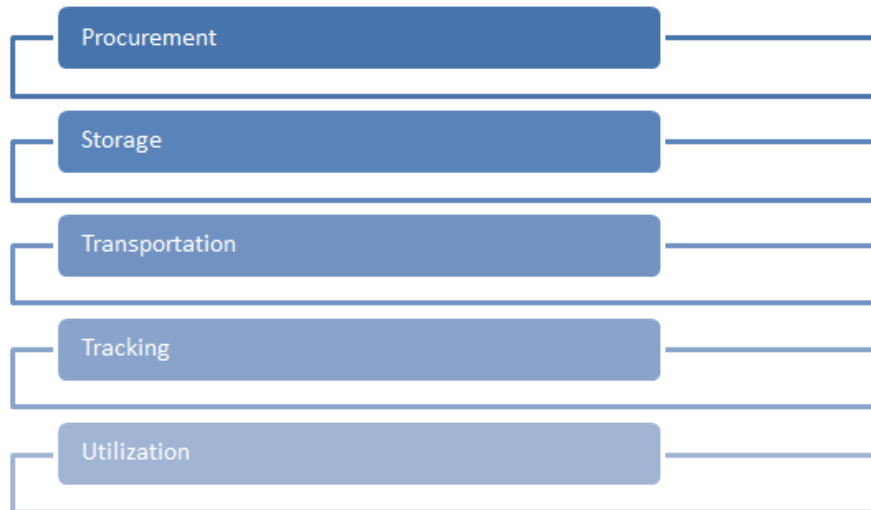 Procurement
Storage
Transportation
Tracking
Utilization